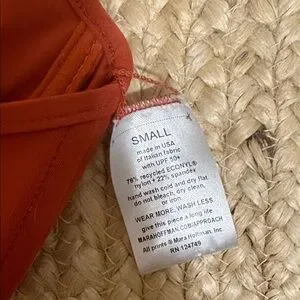 SMALL
made in USA
of Italian fabric
with UPF 50+
78% recycled ECONYL®
nylon + 22% spandex
hand wash cold and dry flat.
do not bleach, dry clean,
or iron
WEAR MORE, WASH LESS
give this piece a long life
MARAHOFFMAN.COM/APPROACH
All prints © Mara Hoffman, Inc.
RN 124749